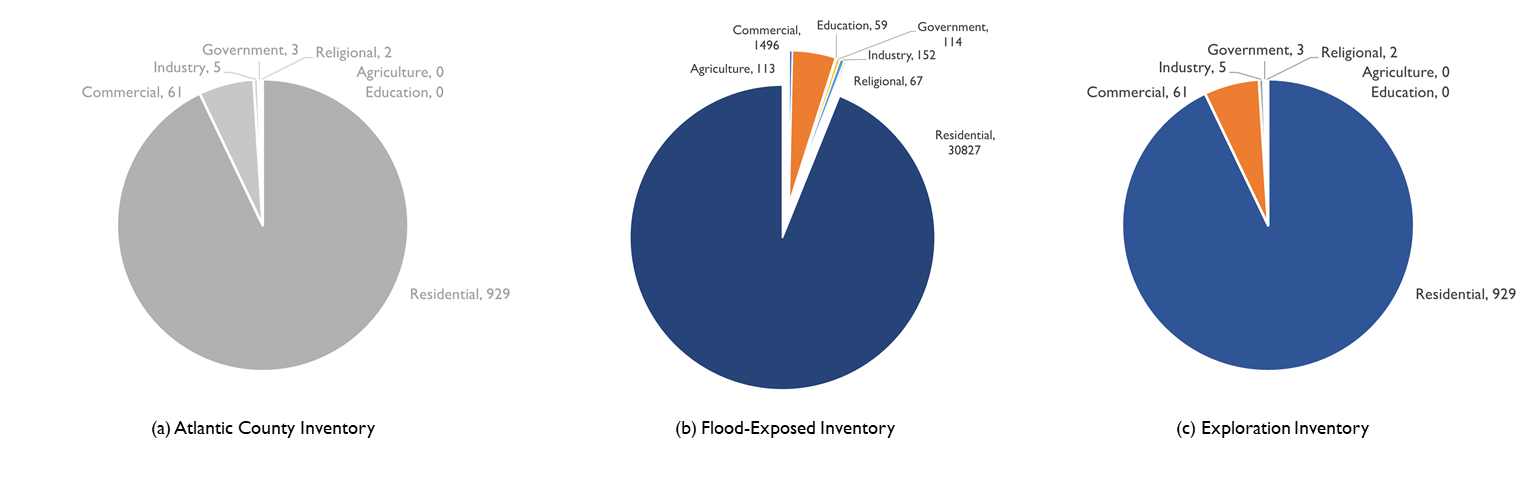 Government, 3
Religional, 2
Industry, 5
Agriculture, 0
Commercial, 61
Education, 0
Residential, 929
(a) Atlantic County Inventory
Commercial,
1496
Education, 59
Government,
114
Industry, 152
Agriculture, 113
Religional, 67
Residential,
30827
(b) Flood-Exposed Inventory
Government, 3
Religional, 2
Industry, 5
Agriculture, 0
Commercial, 61
Education, 0
Residential, 929
(c) Exploration Inventory